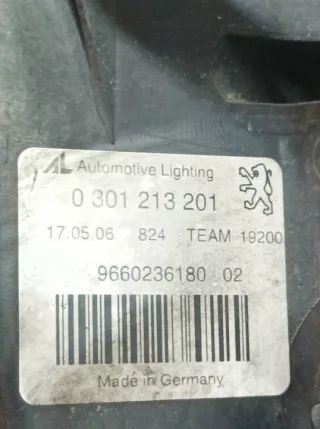 AL Automotive Lighting
0 301 213 201
17.05.06 824 TEAM 19200
9660236180 02
Made in Germany